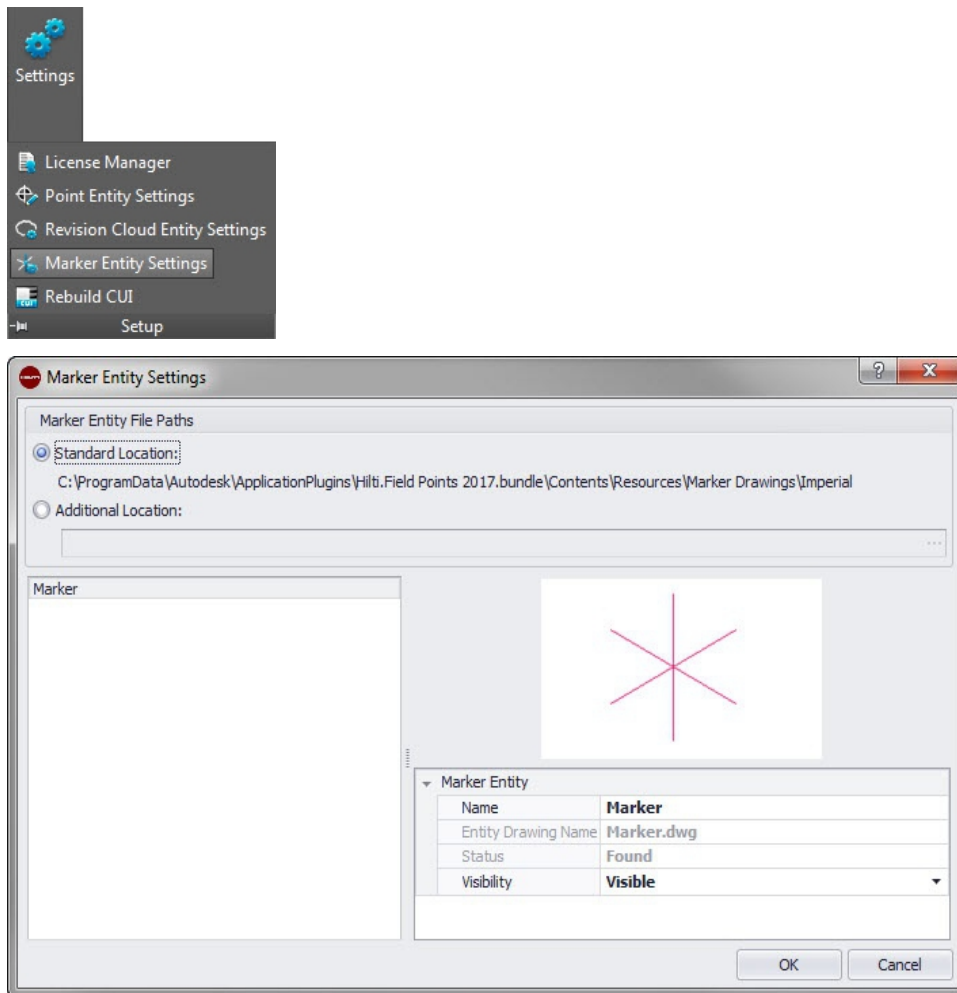 Settings
License Manager
Point Entity Settings
Revision Cloud Entity Settings
Marker Entity Settings
CUI
Rebuild CUI
Setup
HILTI
Marker Entity Settings
?
X
Marker Entity File Paths
Standard Location:
C:\ProgramData\Autodesk\ApplicationPlugins\Hilti.Field Points 2017.bundle\Contents\Resources\Marker Drawings\Imperial
Additional Location:
...
Marker
Marker Entity
Name Marker
Entity Drawing Name Marker.dwg
Status Found
Visibility Visible
OK Cancel